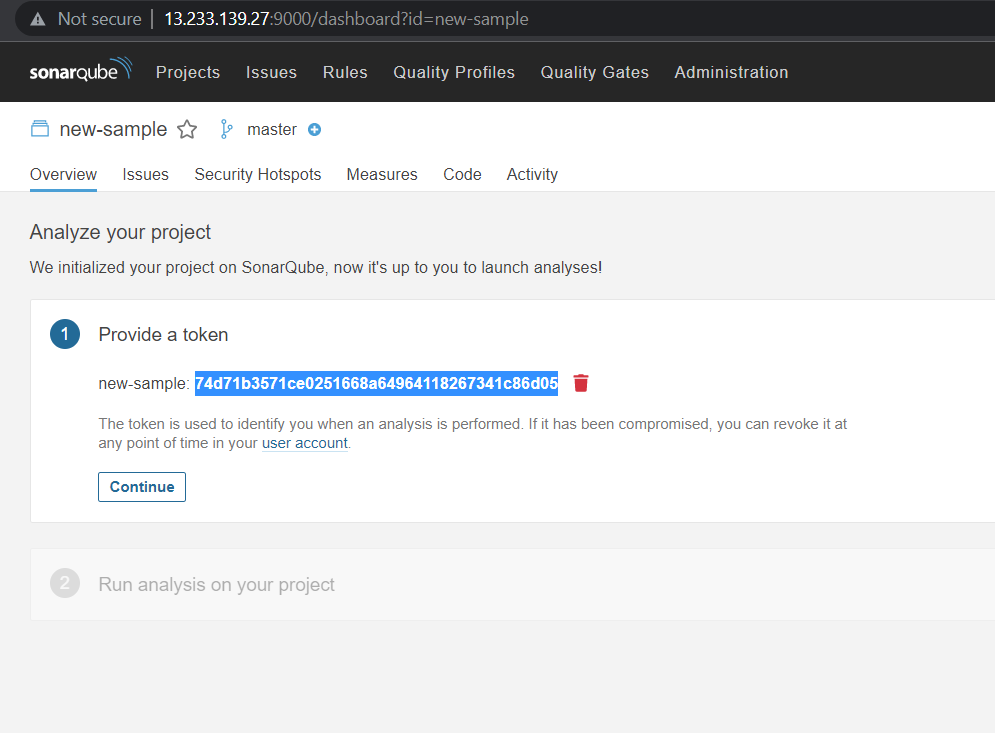 Not secure 13.233.139.27:9000/dashboard?id=new-sample
sonarqube Projects Issues Rules Quality Profiles Quality Gates Administration
new-sample master
Overview Issues Security Hotspots Measures Code Activity
Analyze your project
We initialized your project on SonarQube, now it's up to you to launch analyses!
1 Provide a token
new-sample: 74d71b3571ce0251668a64964118267341c86d05
The token is used to identify you when an analysis is performed. If it has been compromised, you can revoke it at
any point of time in your user account.
Continue
2 Run analysis on your project